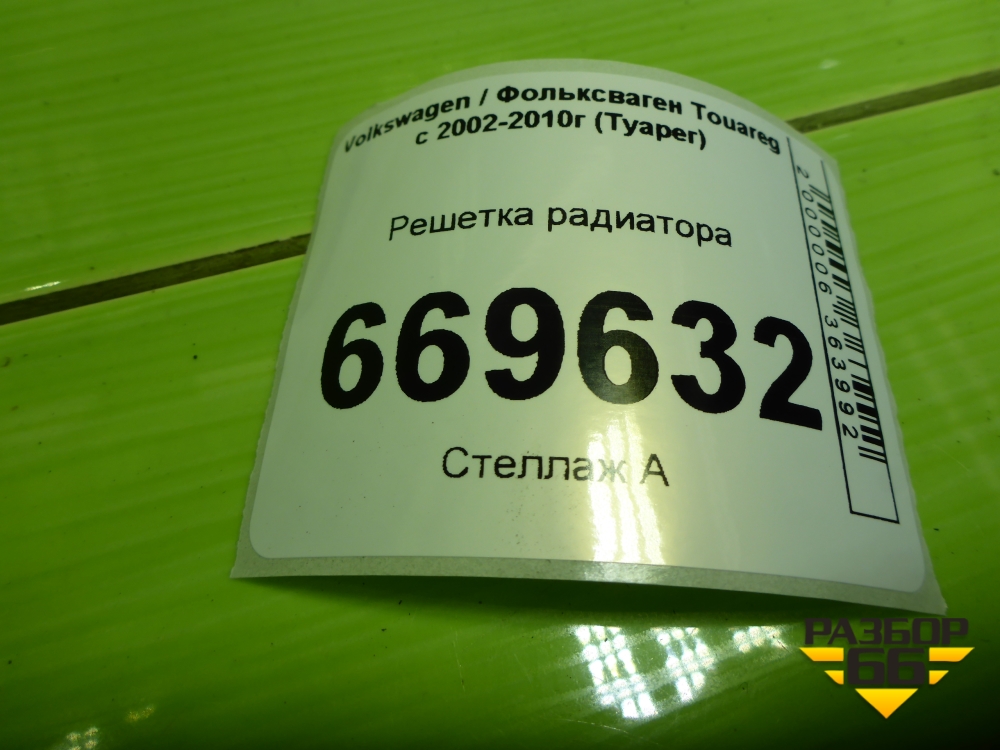 Volkswagen / Фольксваген Touareg
с 2002-2010г (Туарег)
Решетка радиатора
669632
Стеллаж А
2000006363992
РАЗБОР
66